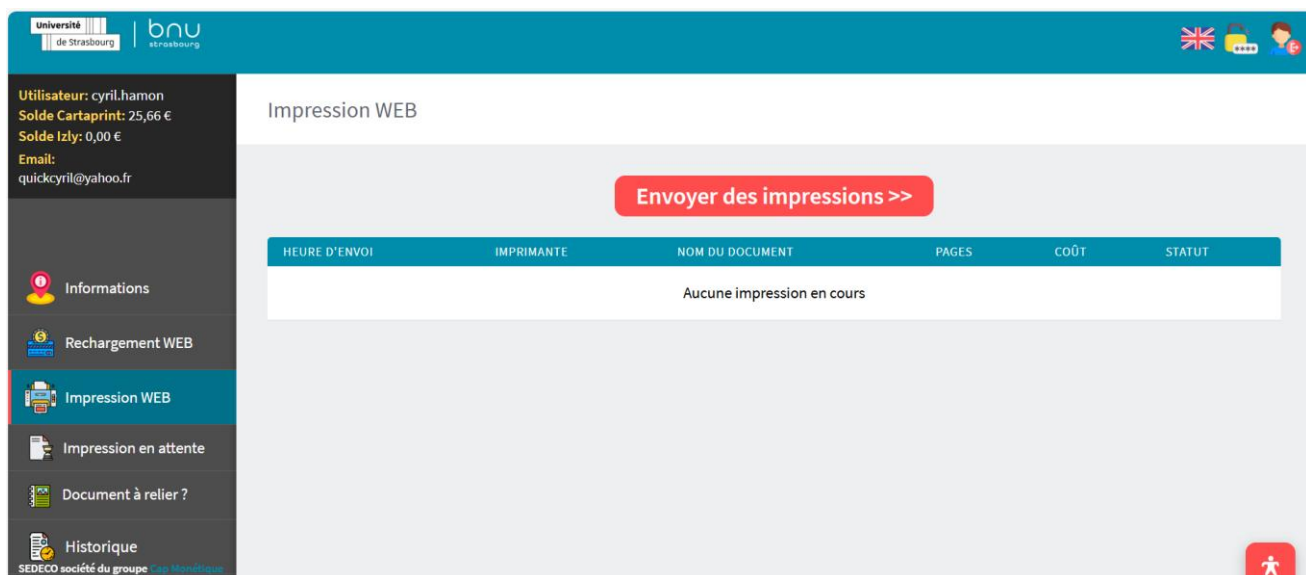 Université
de Strasbourg
bnu
strasbourg
Utilisateur: cyril.hamon
Solde Cartaprint: 25,66 €
Solde Izly: 0,00 €
Email:
quickcyril@yahoo.fr
Impression WEB
Envoyer des impressions >>
HEURE D'ENVOI IMPRIMANTE NOM DU DOCUMENT PAGES COÛT STATUT
Aucune impression en cours
Informations
Rechargement WEB
Impression WEB
Impression en attente
Document à relier ?
Historique
SEDECO société du groupe Cap Monétique